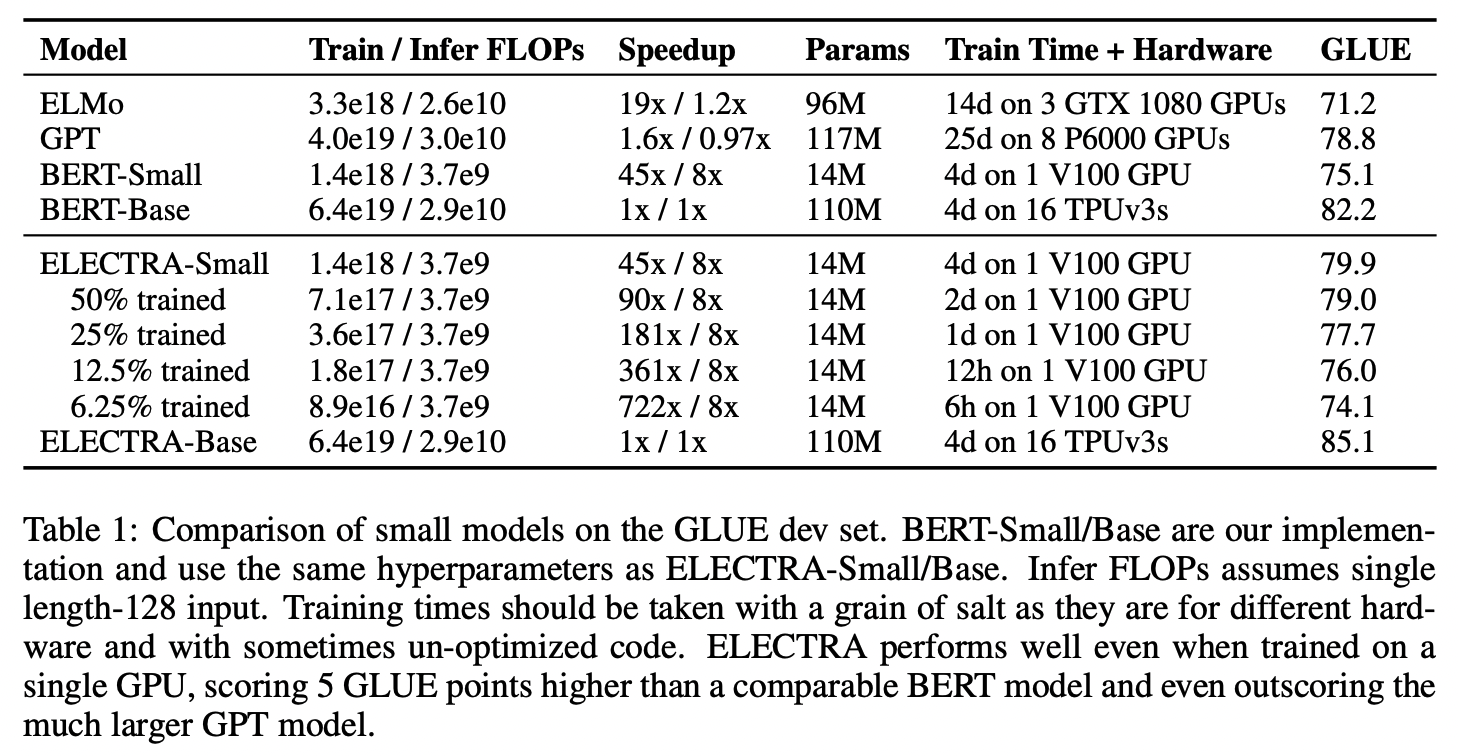 Model Train / Infer FLOPs Speedup Params Train Time + Hardware GLUE
ELMo 3.3e18 / 2.6e10 19x / 1.2x 96M 14d on 3 GTX 1080 GPUs 71.2
GPT 4.0e19 / 3.0e10 1.6x / 0.97x 117M 25d on 8 P6000 GPUs 78.8
BERT-Small 1.4e18 / 3.7e9 45x / 8x 14M 4d on 1 V100 GPU 75.1
BERT-Base 6.4e19 / 2.9e10 1x / 1x 110M 4d on 16 TPUv3s 82.2
ELECTRA-Small 1.4e18 / 3.7e9 45x / 8x 14M 4d on 1 V100 GPU 79.9
50% trained 7.1e17 / 3.7e9 90x / 8x 14M 2d on 1 V100 GPU 79.0
25% trained 3.6e17 / 3.7e9 181x / 8x 14M 1d on 1 V100 GPU 77.7
12.5% trained 1.8e17 / 3.7e9 361x / 8x 14M 12h on 1 V100 GPU 76.0
6.25% trained 8.9e16 / 3.7e9 722x / 8x 14M 6h on 1 V100 GPU 74.1
ELECTRA-Base 6.4e19 / 2.9e10 1x / 1x 110M 4d on 16 TPUv3s 85.1
Table 1: Comparison of small models on the GLUE dev set. BERT-Small/Base are our implemen-
tation and use the same hyperparameters as ELECTRA-Small/Base. Infer FLOPs assumes single
length-128 input. Training times should be taken with a grain of salt as they are for different hard-
ware and with sometimes un-optimized code. ELECTRA performs well even when trained on a
single GPU, scoring 5 GLUE points higher than a comparable BERT model and even outscoring the
much larger GPT model.